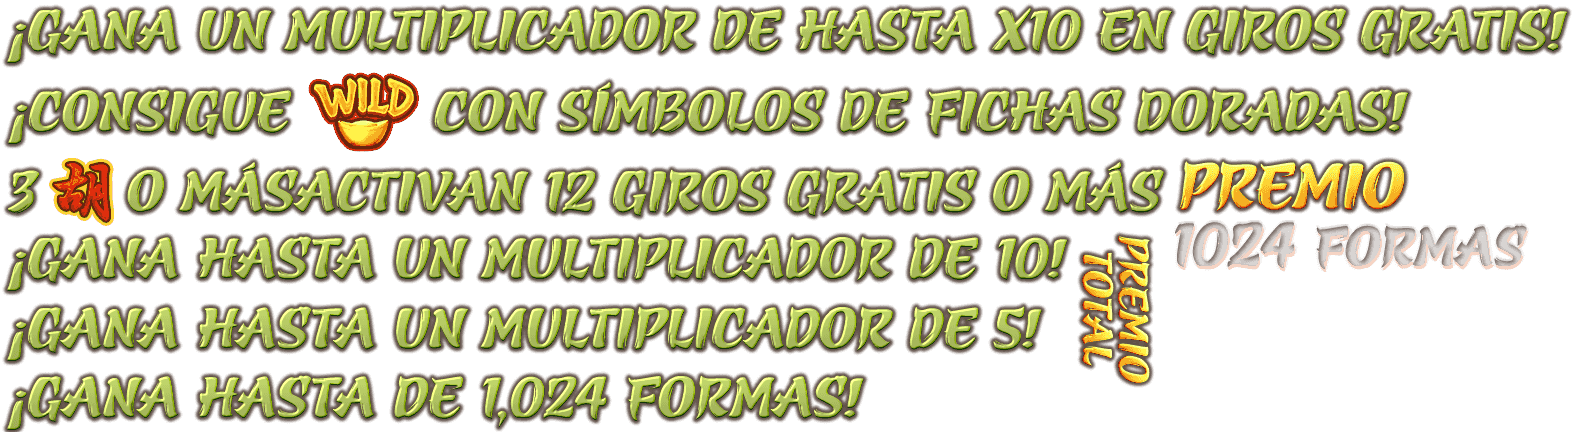 ¡GANA UN MULTIPLICADOR DE HASTA X10 EN GIROS GRATIS!
¡CONSIGUE WILD CON SÍMBOLOS DE FICHAS DORADAS!
3 胡 O MÁSACTIVAN 12 GIROS GRATIS O MÁS
PREMIO
1024 FORMAS
¡GANA HASTA UN MULTIPLICADOR DE 10!
¡GANA HASTA UN MULTIPLICADOR DE 5!
¡GANA HASTA DE 1,024 FORMAS!
PREMIO
TOTAL